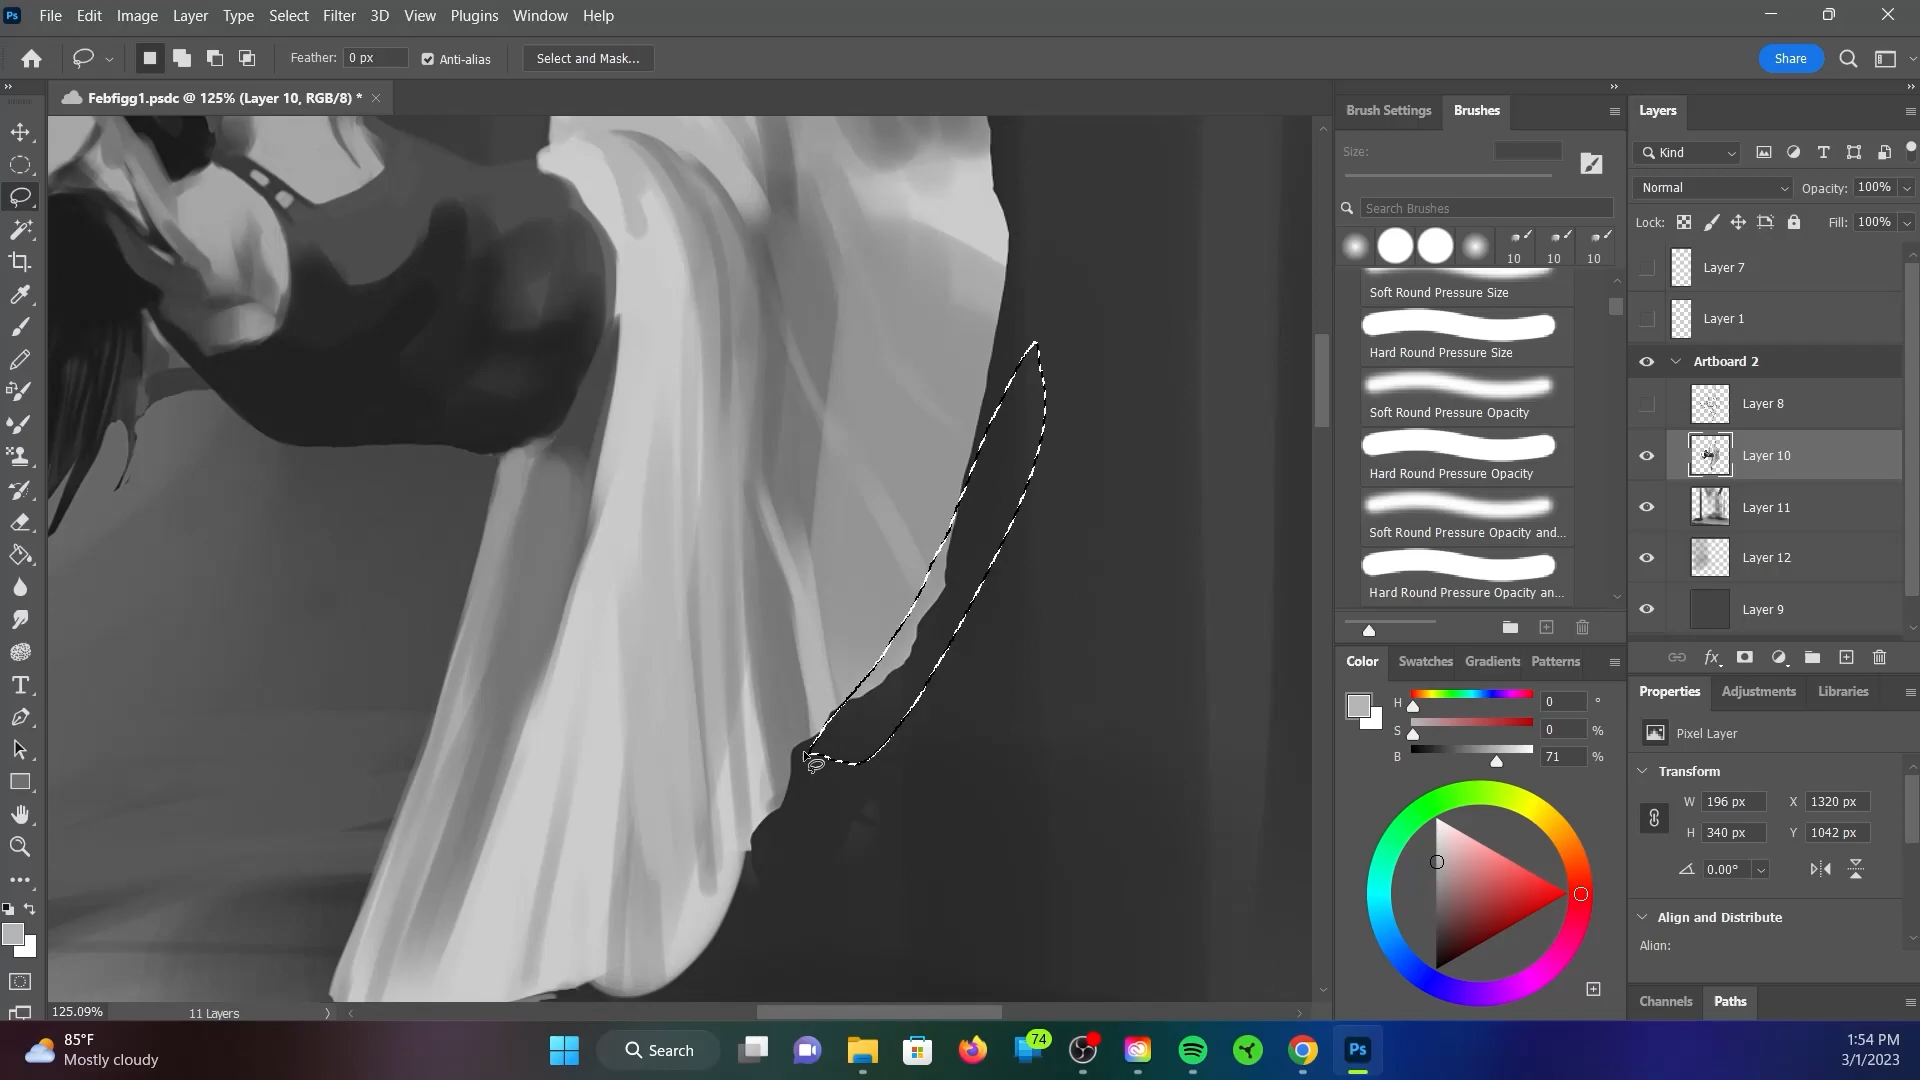 Ps File Edit Image Layer Type Select Filter 3D View Plugins Window Help
Feather: 0 px Anti-alias Select and Mask... Share
Febfigg1.psdc @ 125% (Layer 10, RGB/8) *
Brush Settings Brushes
Size:
Search Brushes
10 10 10
Soft Round Pressure Size
Hard Round Pressure Size
Soft Round Pressure Opacity
Hard Round Pressure Opacity
Soft Round Pressure Opacity and...
Hard Round Pressure Opacity an...
Color Swatches Gradients Patterns
H 0 °
S 0 %
B 71 %
Layers
Kind
Normal Opacity: 100%
Lock: Fill: 100%
Layer 7
Layer 1
Artboard 2
Layer 8
Layer 10
Layer 11
Layer 12
Layer 9
fx
Properties Adjustments Libraries
Pixel Layer
Transform
W 196 px X 1320 px
H 340 px Y 1042 px
0.00°
Align and Distribute
Align:
Channels Paths
125.09% 11 Layers
85°F
Mostly cloudy
Search
74
Ps
1:54 PM
3/1/2023